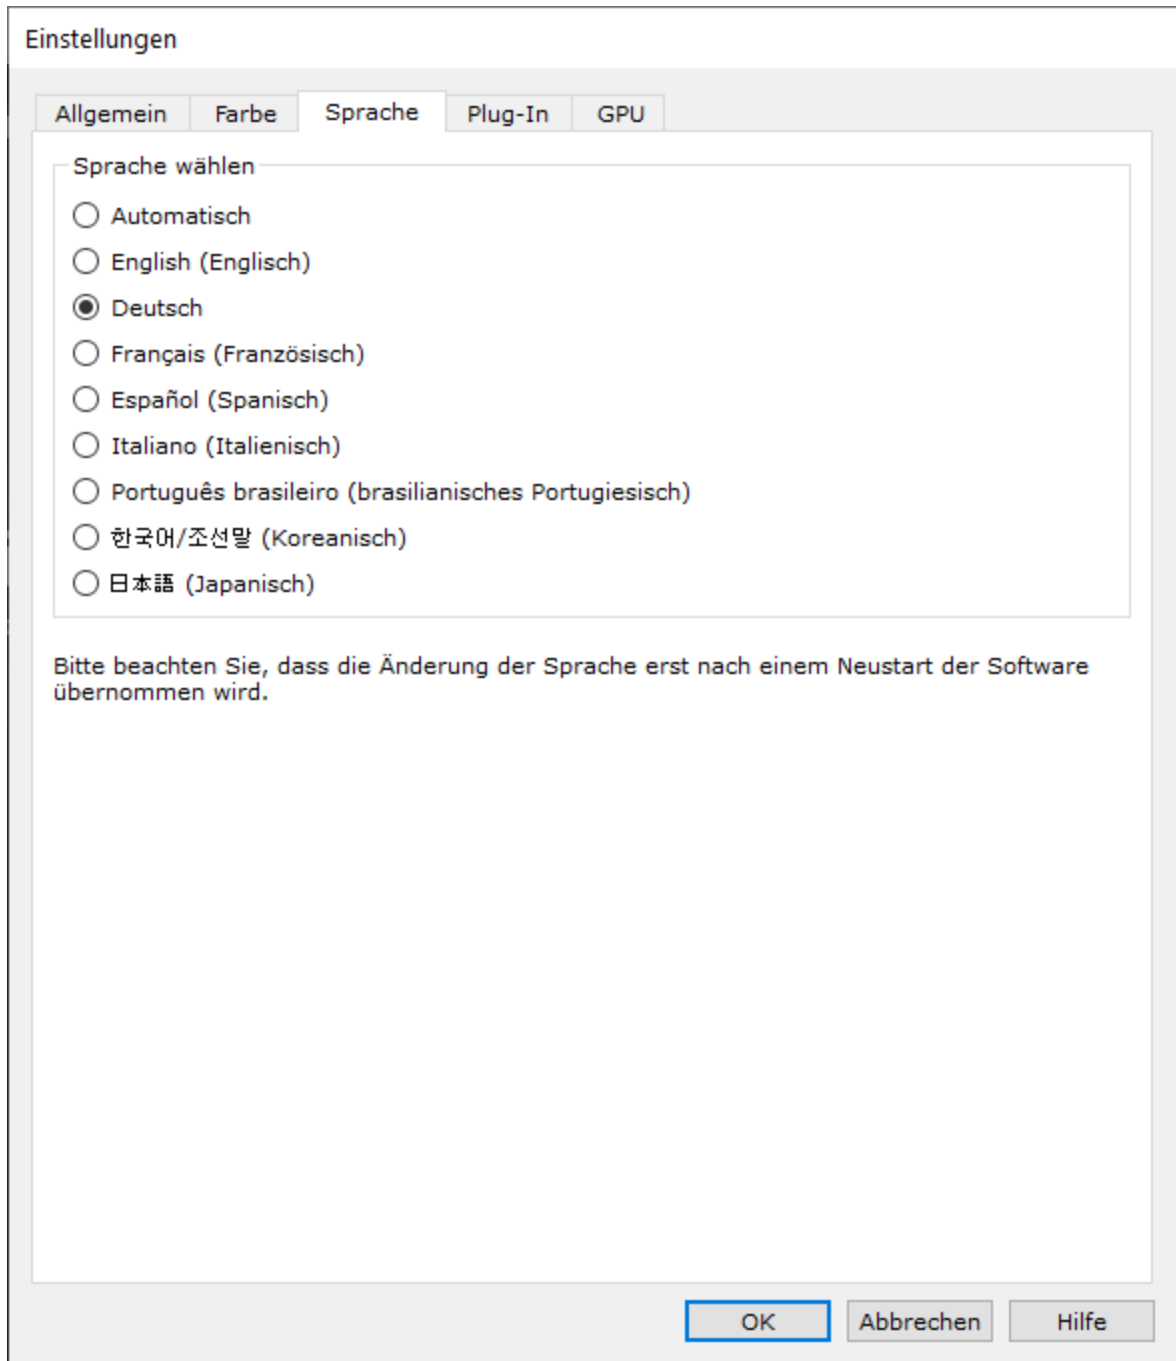 Einstellungen
Allgemein Farbe Sprache Plug-In GPU
Sprache wählen
Automatisch
English (Englisch)
Deutsch
Français (Französisch)
Español (Spanisch)
Italiano (Italienisch)
Português brasileiro (brasilianisches Portugiesisch)
한국어/조선말 (Koreanisch)
日本語 (Japanisch)
Bitte beachten Sie, dass die Änderung der Sprache erst nach einem Neustart der Software
übernommen wird.
OK Abbrechen Hilfe